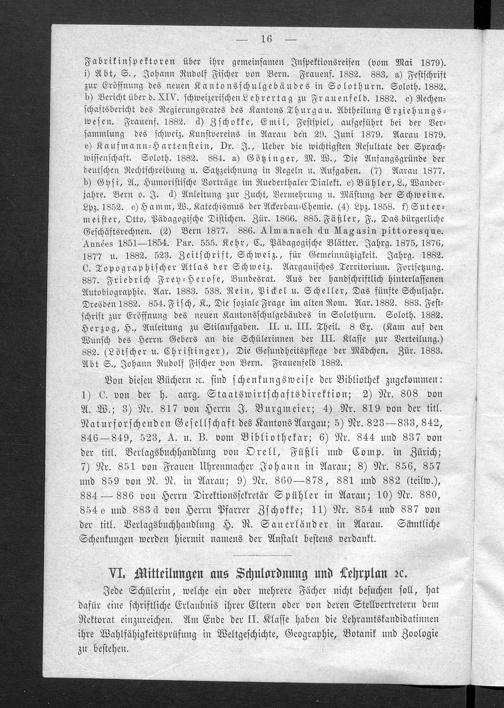 — 16 —
Fabrikinspektoren über ihre gemeinsamen Inspektionsreisen (vom Mai 1879).
i) Abt, S., Johann Rudolf Fischer von Bern. Frauenf. 1882. 883. a) Festschrift
zur Eröffnung des neuen Kantonsschulgebäudes in Solothurn. Soloth. 1882.
b) Bericht über d. XIV. schweizerischen Lehrertag zu Frauenfeld. 1882. c) Rechen-
schaftsbericht des Regierungsrates des Kantons Thurgau. Abtheilung Erziehungs-
wesen. Frauenf. 1882. d) Zschokke, Emil, Festspiel, aufgeführt bei der Ver-
sammlung des schweiz. Kunstvereins in Aarau den 29. Juni 1879. Aarau 1879.
e) Kaufmann-Hartenstein, Dr. J., Ueber die wichtigsten Resultate der Sprach-
wissenschaft. Soloth. 1882. 884. a) Götzinger, M. W., Die Anfangsgründe der
deutschen Rechtschreibung u. Satzzeichnung in Regeln u. Aufgaben. (7) Aarau 1877.
b) Gysi, A., Humoristische Vorträge im Ruederthaler Dialekt. c) Bühler, L., Wander-
jahre. Bern o. J. d) Anleitung zur Zucht, Vermehrung u. Mästung der Schweine.
Lpz. 1852. e) Hamm, W., Katechismus der Ackerbau-Chemie. (4) Lpz. 1858. f) Suter-
meister, Otto, Pädagogische Distichen. Zür. 1866. 885. Fäßler, F., Das bürgerliche
Geschäftsrechnen. (2) Bern 1877. 886. Almanach du Magasin pittoresque.
Années 1851—1854. Par. 555. Kehr, C., Pädagogische Blätter. Jahrg. 1875, 1876,
1877 u. 1882. 523. Zeitschrift, Schweiz., für Gemeinnützigkeit. Jahrg. 1882.
C. Topographischer Atlas der Schweiz. Aargauisches Territorium. Fortsetzung.
887. Friedrich Frey-Herose, Bundesrat. Aus der handschriftlich hinterlassenen
Autobiographie. Aar. 1883. 538. Rein, Pickel u. Scheller, Das fünfte Schuljahr.
Dresden 1882. 854. Fisch, K., Die soziale Frage im alten Rom. Aar. 1882. 883. Fest-
schrift zur Eröffnung des neuen Kantonsschulgebäudes in Solothurn. Soloth. 1882.
Herzog, H., Anleitung zu Stilaufgaben. II. u. III. Theil. 8 Ex. (Kam auf den
Wunsch des Herrn Gebers an die Schülerinnen der III. Klasse zur Verteilung.)
882. (Lötscher u. Christinger), Die Gesundheitspflege der Mädchen. Zür. 1883.
Abt S., Johann Rudolf Fischer von Bern. Frauenfeld 1882.
Von diesen Büchern ꝛc. sind schenkungsweise der Bibliothek zugekommen:
1) C. von der h. aarg. Staatswirtschaftsdirektion; 2) Nr. 808 von
A. W.; 3) Nr. 817 von Herrn J. Burgmeier; 4) Nr. 819 von der titl.
Naturforschenden Gesellschaft des Kantons Aargau; 5) Nr. 823—833, 842,
846—849, 523, A. u. B. vom Bibliothekar; 6) Nr. 844 und 837 von
der titl. Verlagsbuchhandlung von Orell, Füßli und Comp. in Zürich;
7) Nr. 851 von Frauen Uhrenmacher Johann in Aarau; 8) Nr. 856, 857
und 859 von N. N. in Aarau; 9) Nr. 860—878, 881 und 882 (teilw.),
884—886 von Herrn Direktionssekretär Spühler in Aarau; 10) Nr. 880,
854 e und 883 d von Herrn Pfarrer Zschokke; 11) Nr. 854 und 887 von
der titl. Verlagsbuchhandlung H. R. Sauerländer in Aarau. Sämtliche
Schenkungen werden hiermit namens der Anstalt bestens verdankt.
VI. Mitteilungen aus Schulordnung und Lehrplan ꝛc.
Jede Schülerin, welche ein oder mehrere Fächer nicht besuchen soll, hat
dafür eine schriftliche Erlaubnis ihrer Eltern oder von deren Stellvertretern dem
Rektorat einzureichen. Am Ende der II. Klasse haben die Lehramtskandidatinnen
ihre Wahlfähigkeitsprüfung in Weltgeschichte, Geographie, Botanik und Zoologie
zu bestehen.